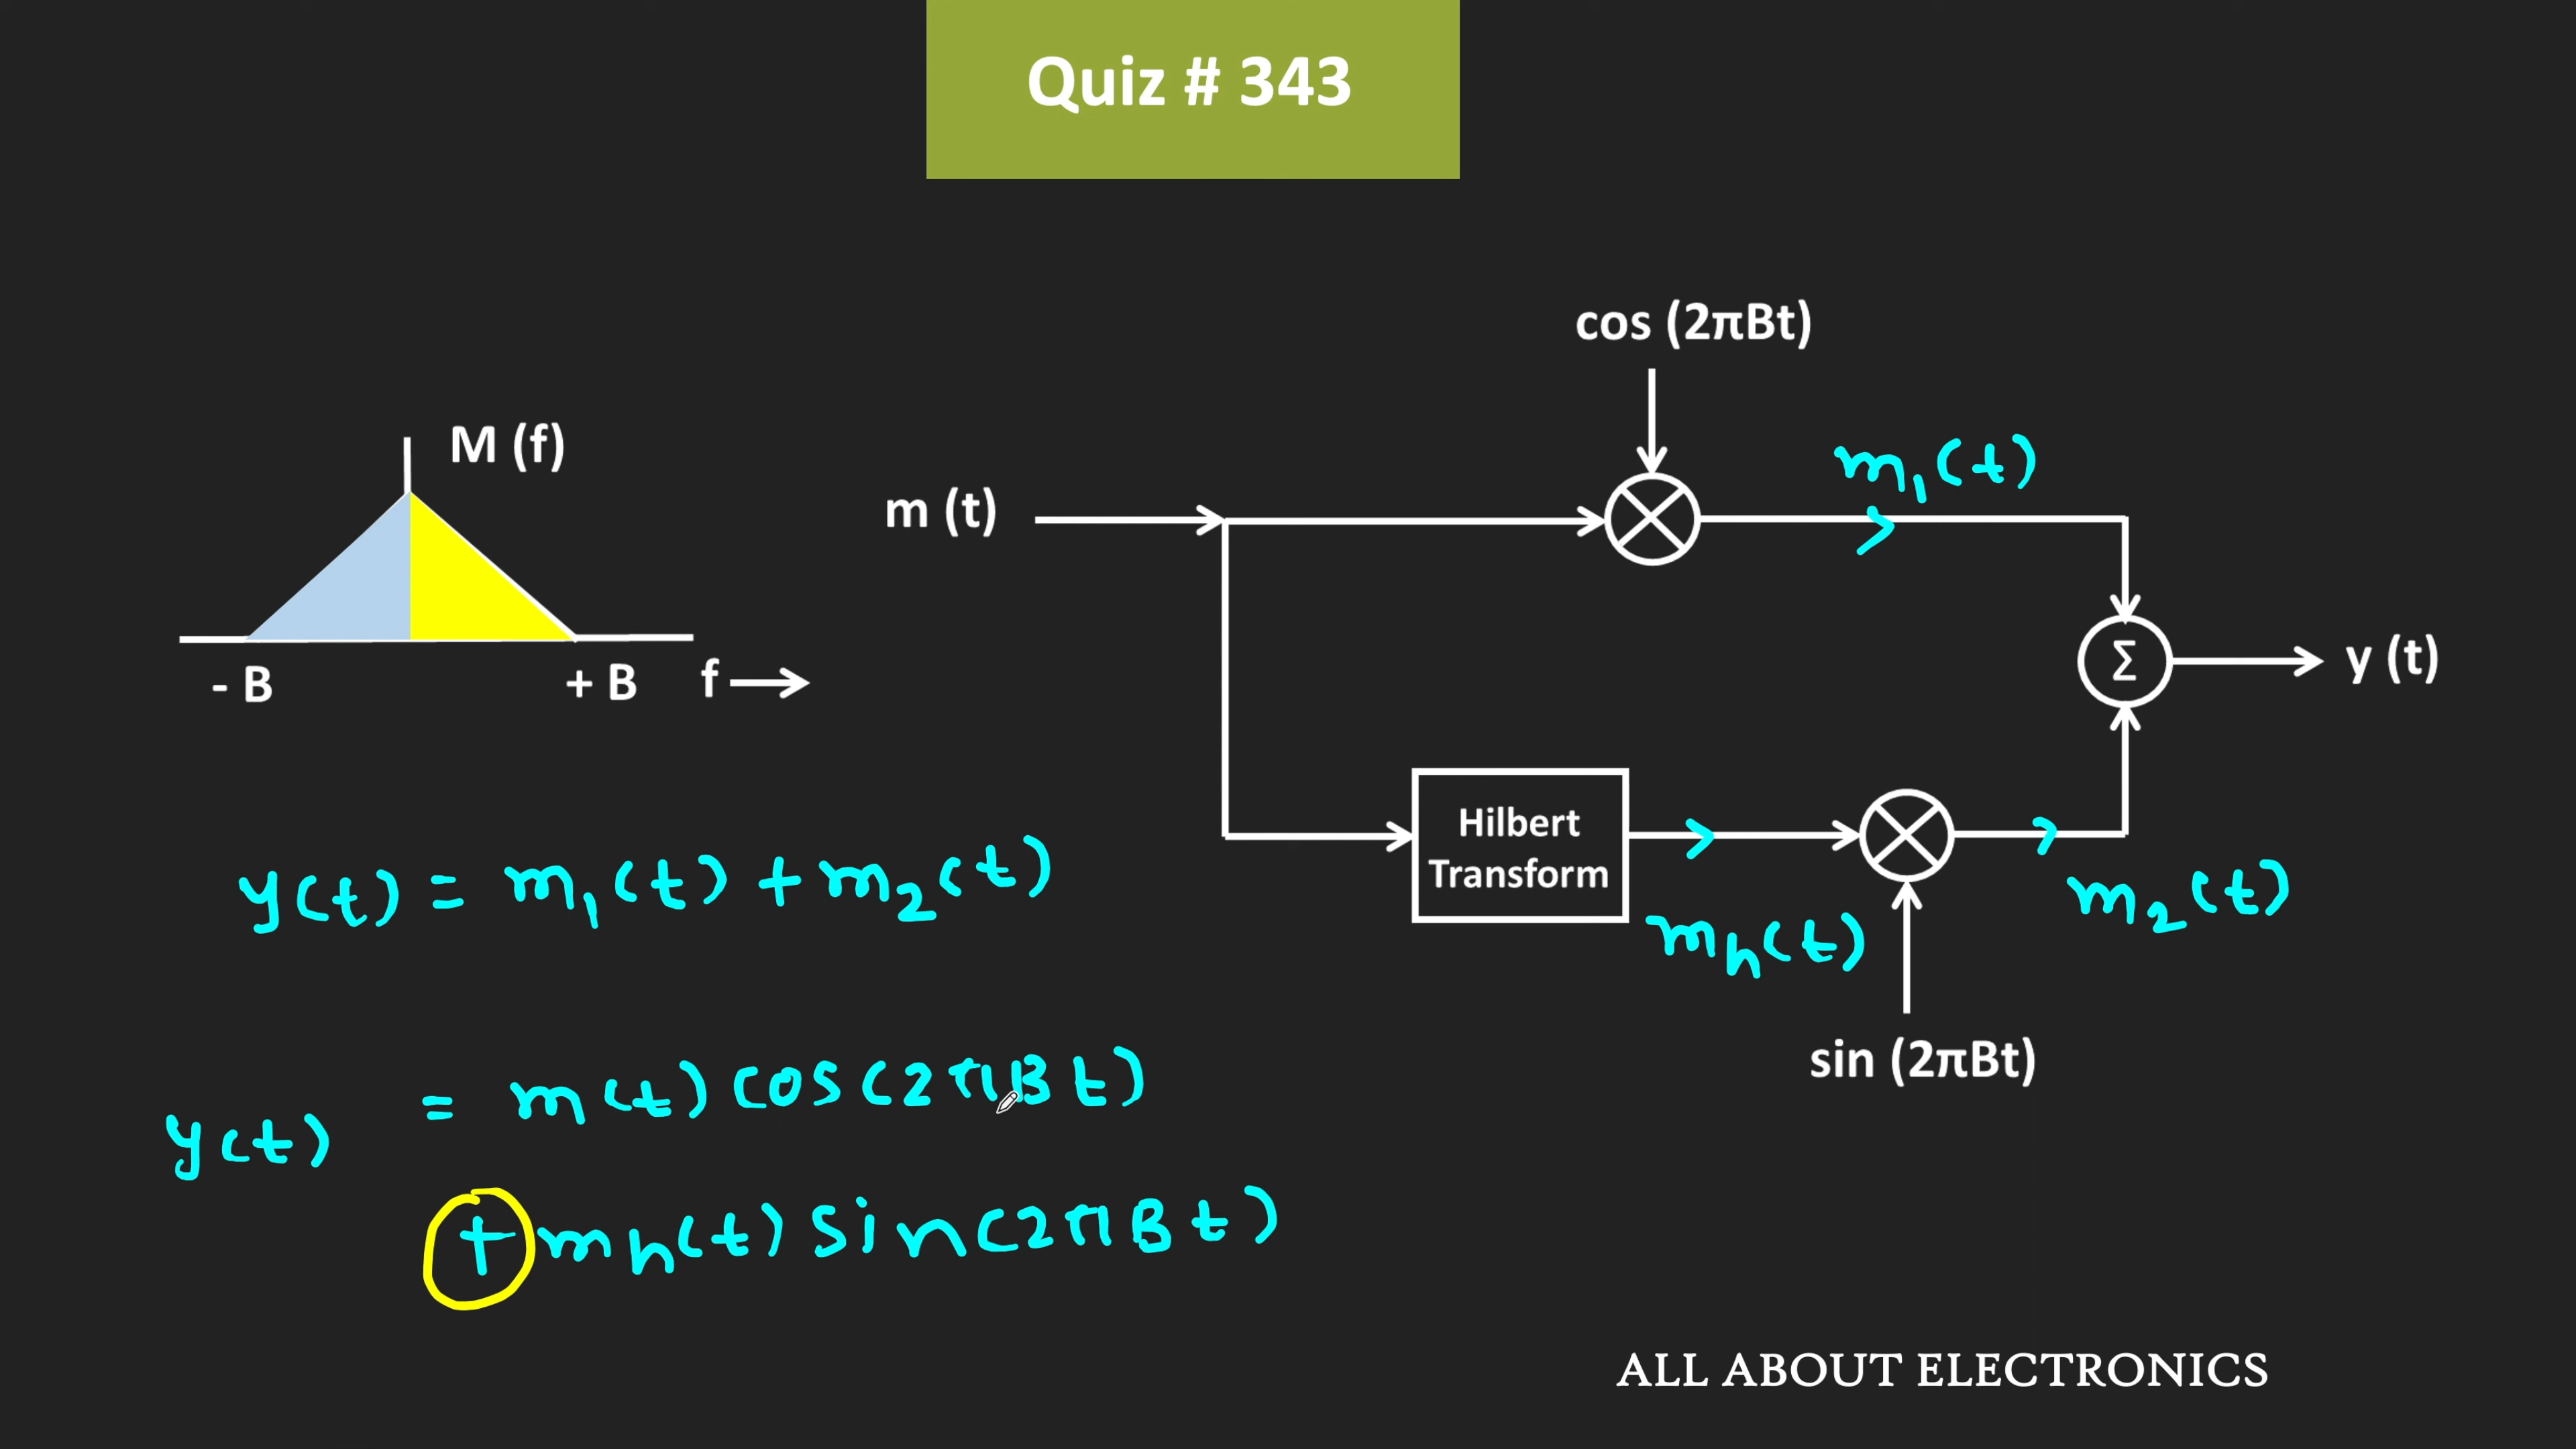 Quiz # 343
cos (2πBt)
M (f)
m₁(t)
m (t)
Σ
y (t)
- B
+ B
f
Hilbert
Transform
y(t) = m₁(t) + m₂(t)
mh(t)
m₂(t)
sin (2πBt)
y(t) = m(t) cos(2πBt)
+ mh(t) sin(2πBt)
ALL ABOUT ELECTRONICS